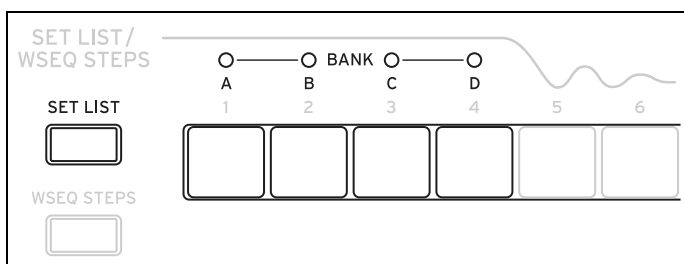 SET LIST/
WSEQ STEPS
BANK
A B C D
SET LIST
1 2 3 4 5 6
WSEQ STEPS